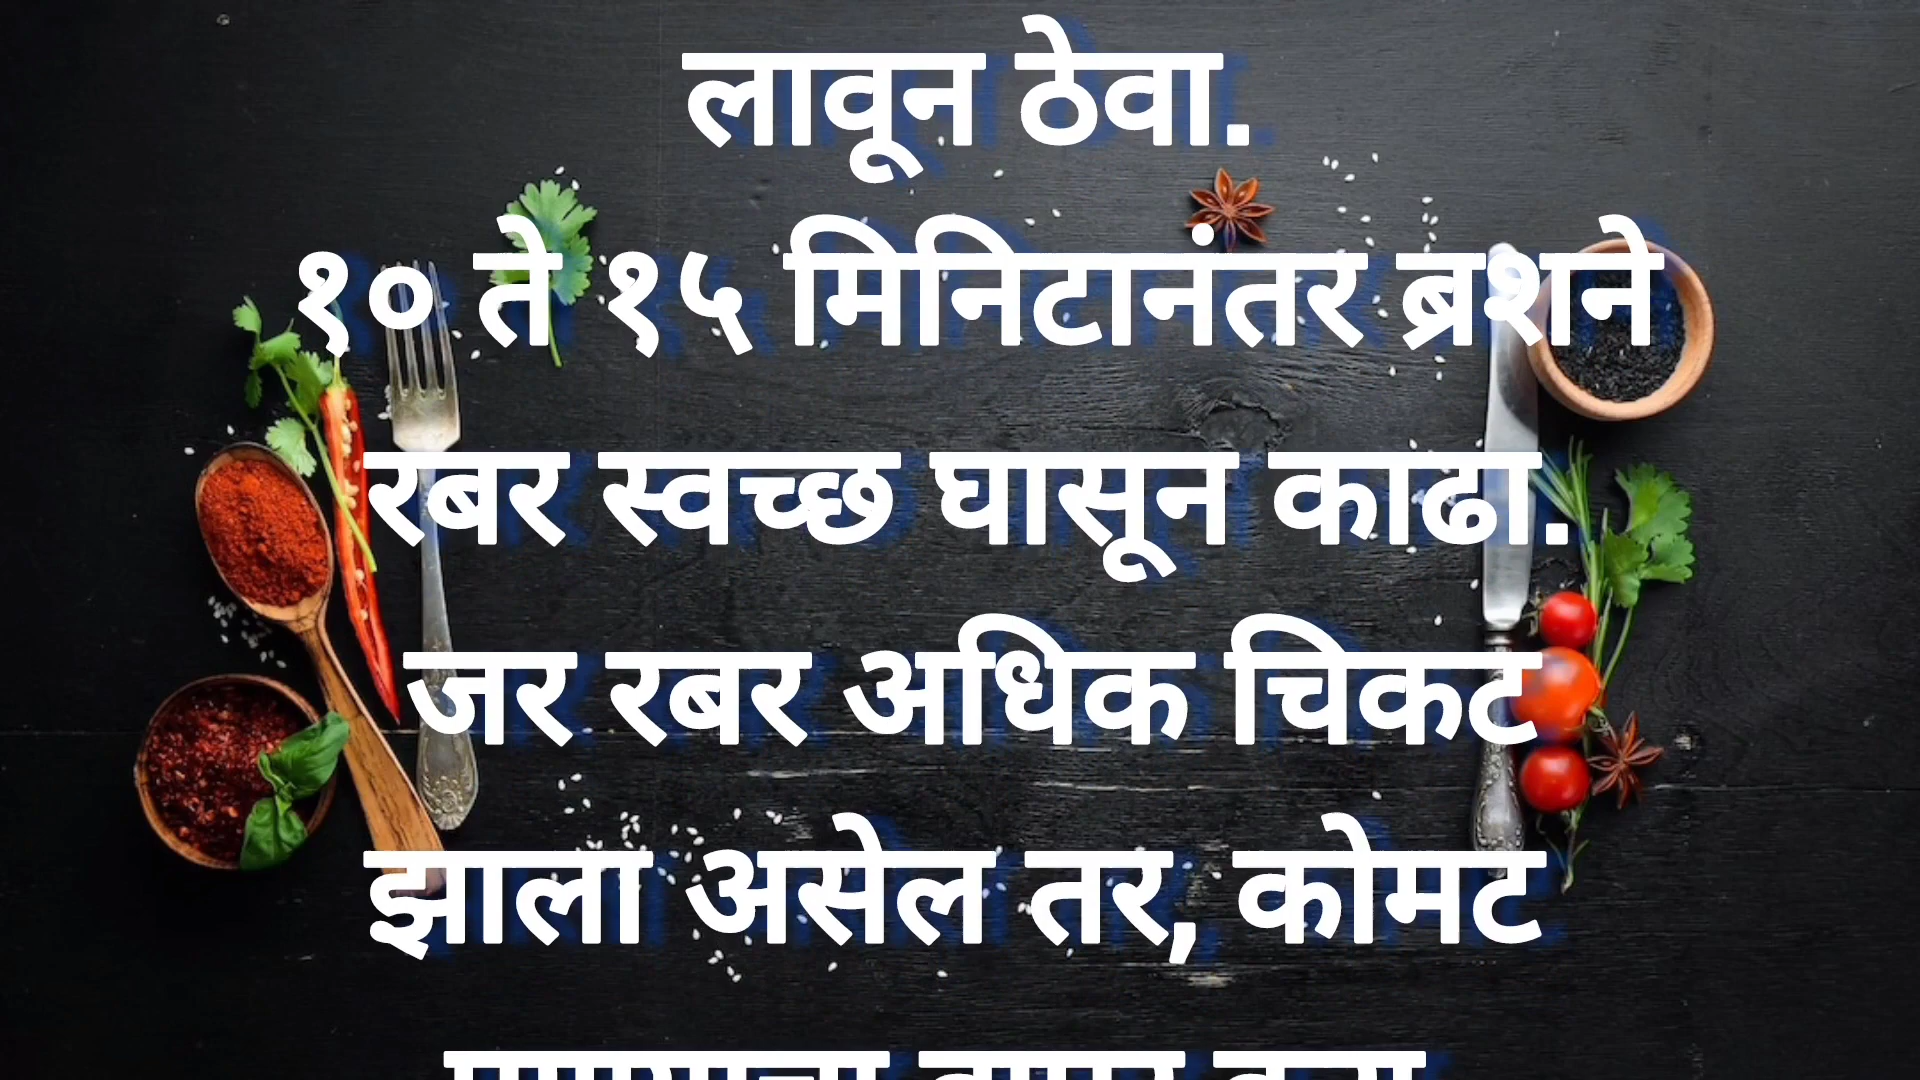 लावून ठेवा.
१० ते १५ मिनिटानंतर ब्रशने
रबर स्वच्छ घासून काढा.
जर रबर अधिक चिकट
झाला असेल तर, कोमट